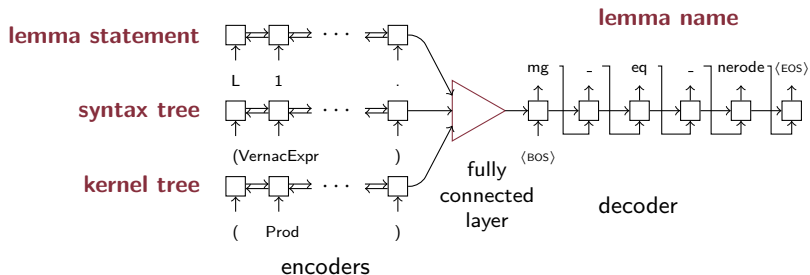 lemma name
lemma statement
· · ·
mg _ eq _ nerode ⟨EOS⟩
L 1 .
syntax tree
· · ·
(VernacExpr )
⟨BOS⟩
fully
connected
layer
kernel tree
· · ·
decoder
( Prod )
encoders